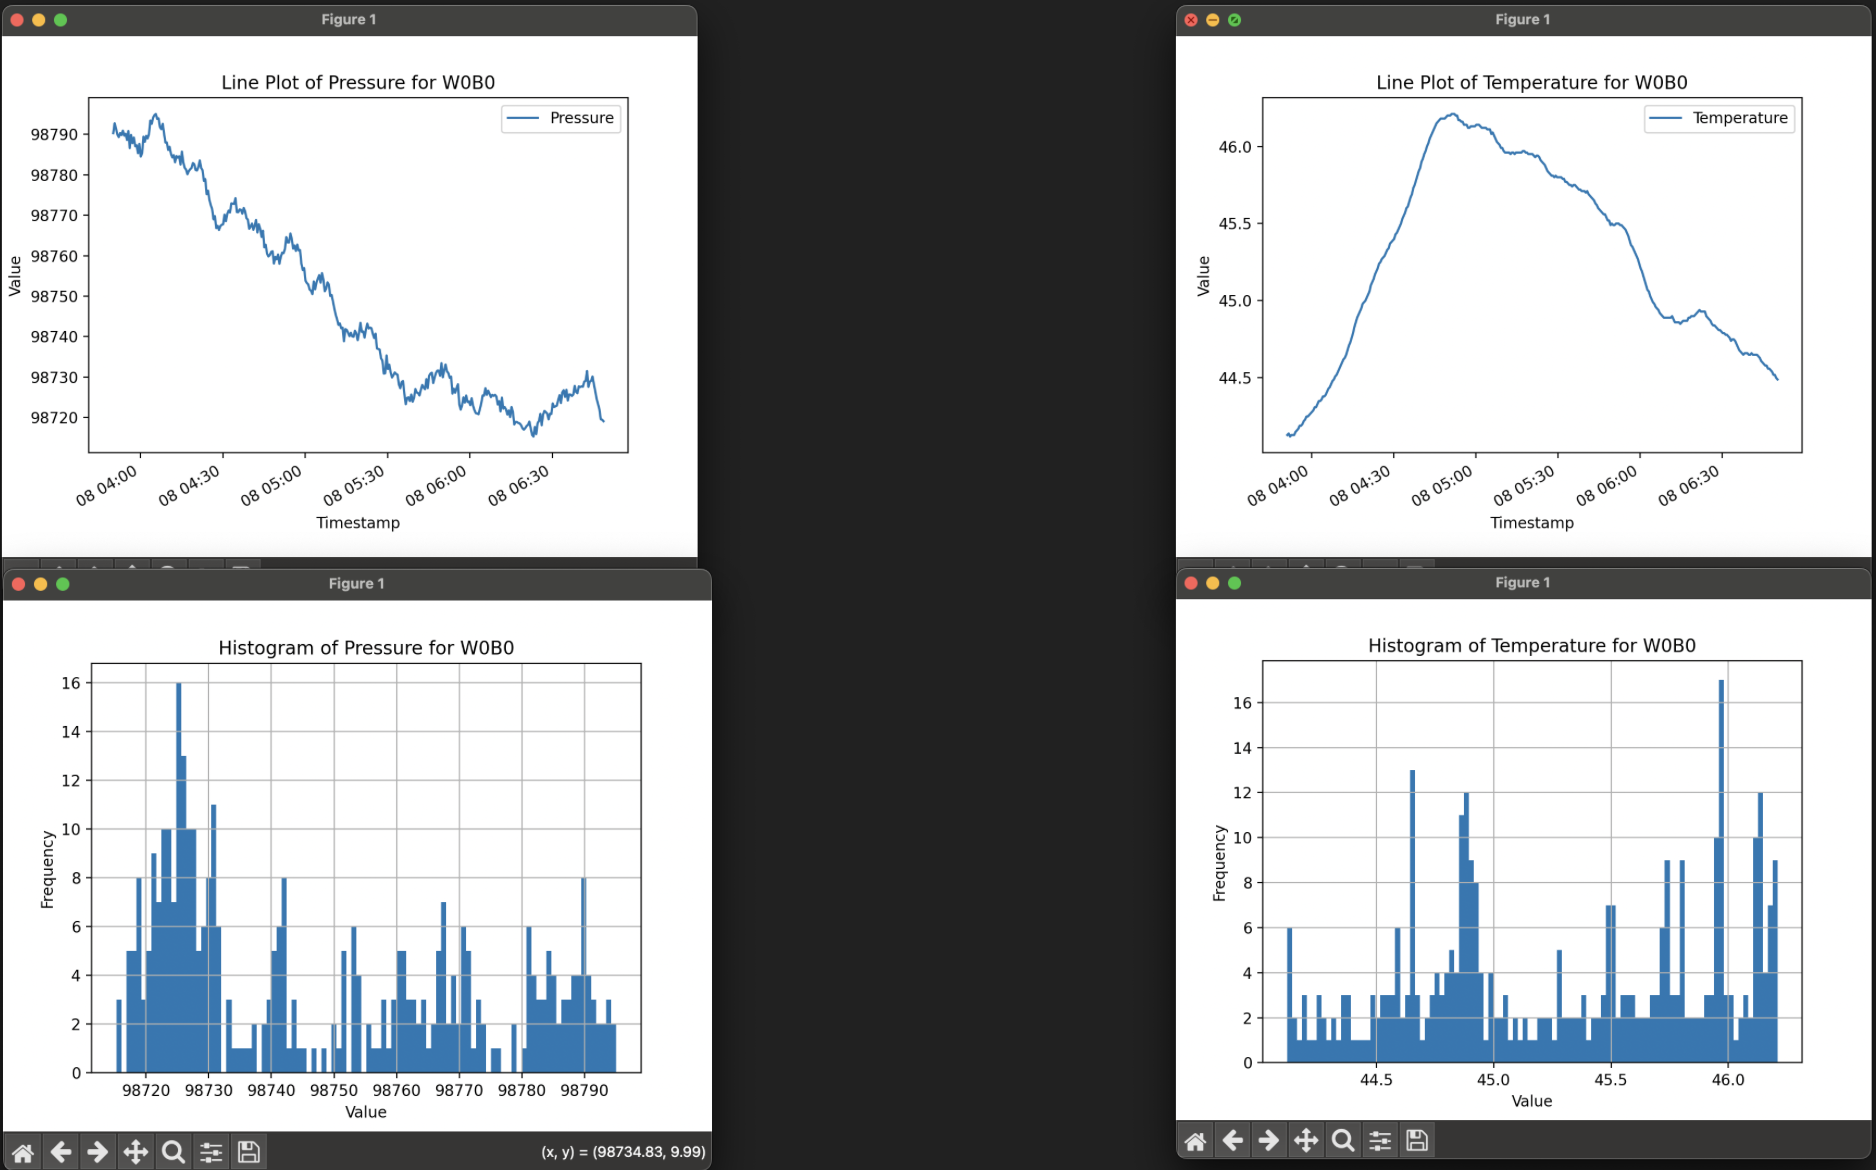 Figure 1
Line Plot of Pressure for W0B0
Pressure
98790
98780
98770
98760
98750
98740
98730
98720
Value
08 04:00 08 04:30 08 05:00 08 05:30 08 06:00 08 06:30
Timestamp
Figure 1
Line Plot of Temperature for W0B0
Temperature
46.0
45.5
45.0
44.5
Value
08 04:00 08 04:30 08 05:00 08 05:30 08 06:00 08 06:30
Timestamp
Figure 1
Histogram of Pressure for W0B0
16
14
12
10
8
6
4
2
0
Frequency
98720 98730 98740 98750 98760 98770 98780 98790
Value
(x, y) = (98734.83, 9.99)
Figure 1
Histogram of Temperature for W0B0
16
14
12
10
8
6
4
2
0
Frequency
44.5 45.0 45.5 46.0
Value